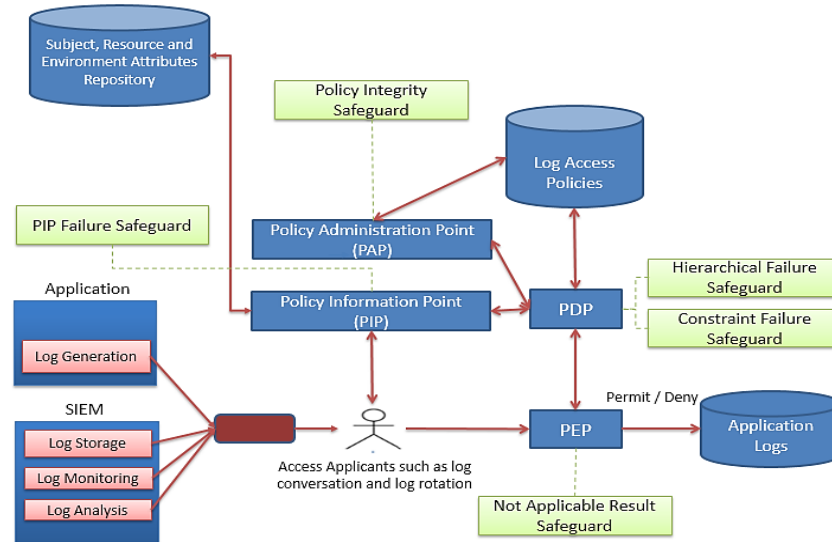 Subject, Resource and
Environment Attributes
Repository
Policy Integrity
Safeguard
Log Access
Policies
PIP Failure Safeguard
Policy Administration Point
(PAP)
Hierarchical Failure
Safeguard
Application
Policy Information Point
(PIP)
PDP
Constraint Failure
Safeguard
Log Generation
SIEM
Log Storage
Log Monitoring
Log Analysis
Access Applicants such as log
conversation and log rotation
PEP
Permit / Deny
Application
Logs
Not Applicable Result
Safeguard